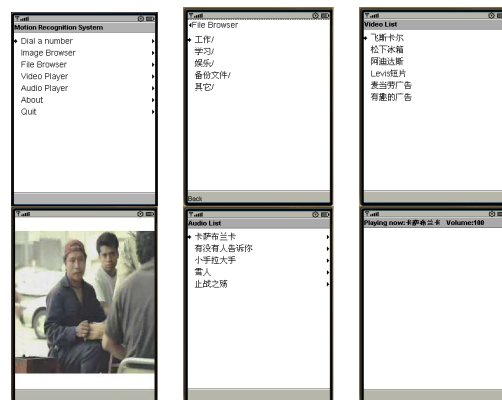 Motion Recognition System
Dial a number
Image Browser
File Browser
Video Player
Audio Player
About
Quit
File Browser
工作/
学习/
娱乐/
备份文件/
其它/
Back
Video List
飞斯卡尔
松下冰箱
阿迪达斯
Levis短片
麦当劳广告
有趣的广告
Audio List
卡萨布兰卡
有没有人告诉你
小手拉大手
雪人
止战之殇
Playing now:卡萨布兰卡 Volume:100